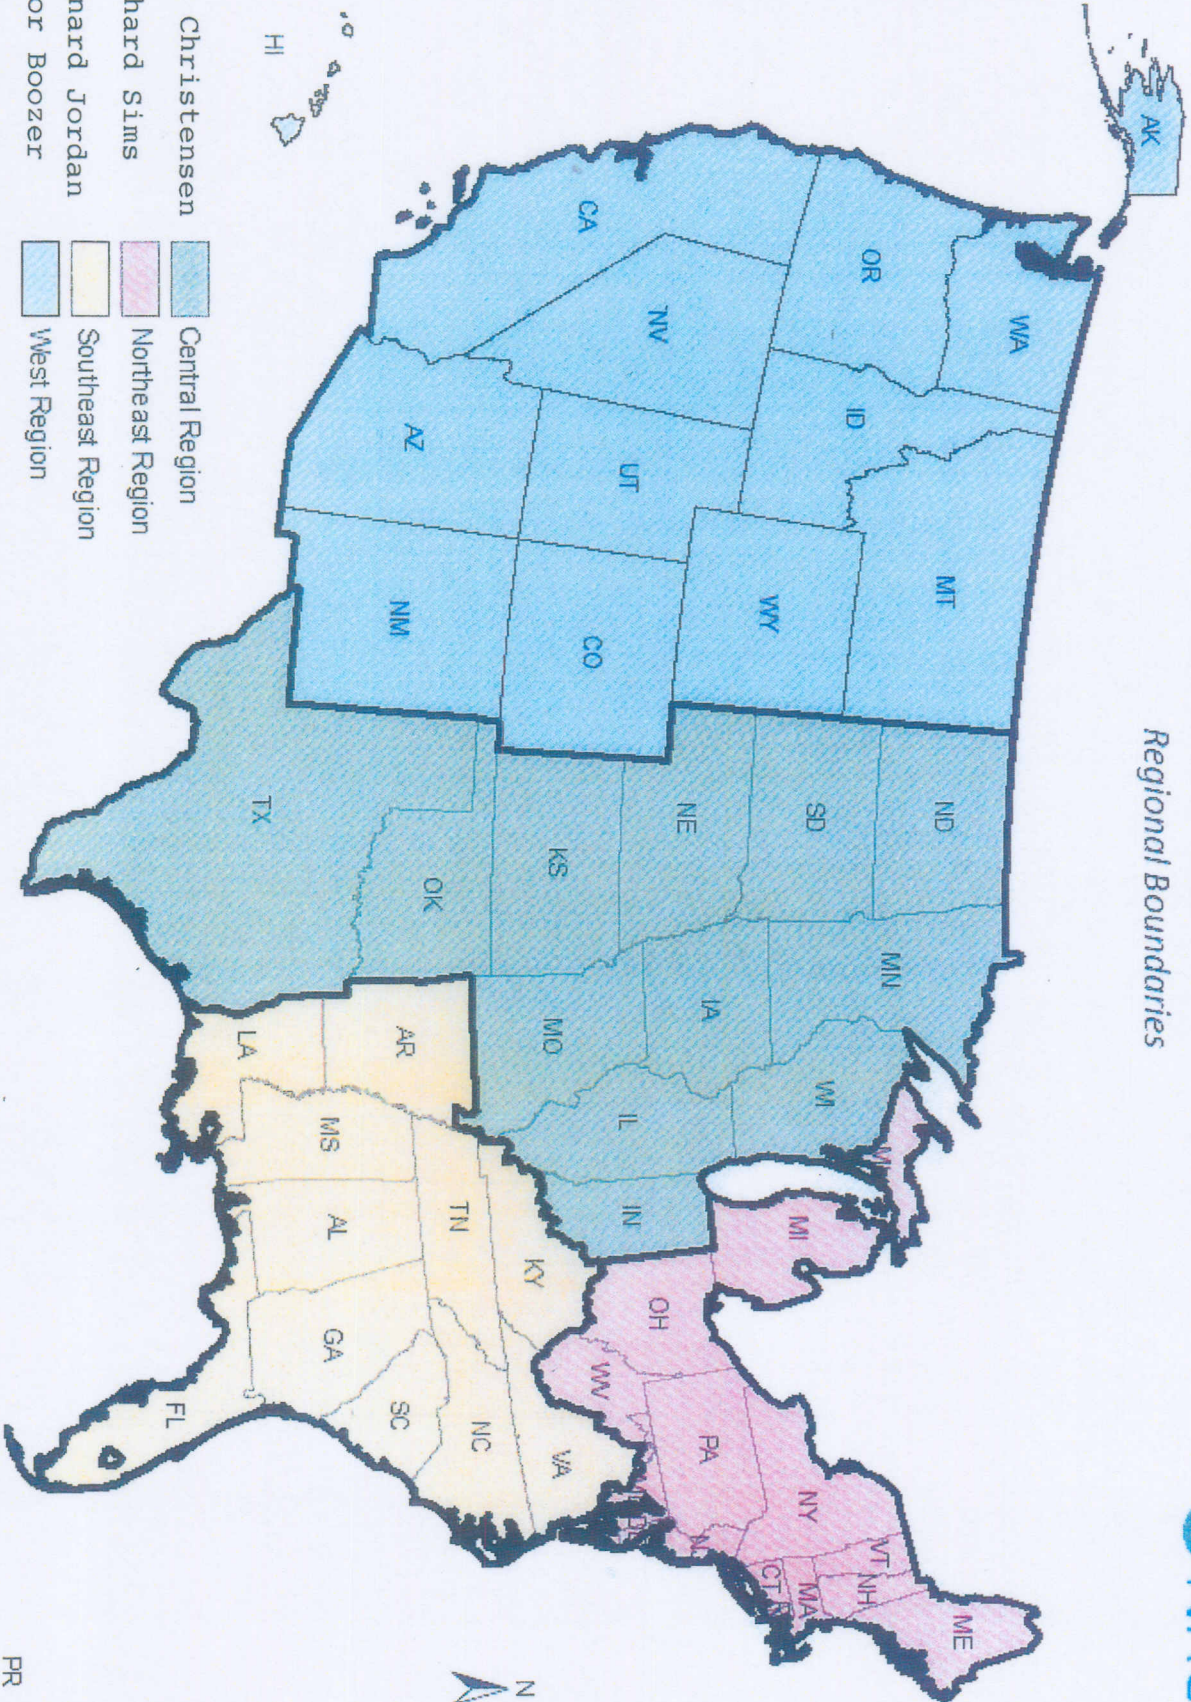 Regional Boundaries
AK
HI
WA
OR
CA
NV
ID
MT
WY
UT
AZ
CO
NM
ND
SD
NE
KS
OK
TX
MN
IA
MO
WI
IL
IN
MI
OH
WV
PA
NY
VT
NH
ME
MA
CT
AR
LA
MS
AL
TN
KY
GA
FL
SC
NC
VA
N
PR
Christensen Central Region
hard Sims Northeast Region
nard Jordan Southeast Region
or Boozer West Region